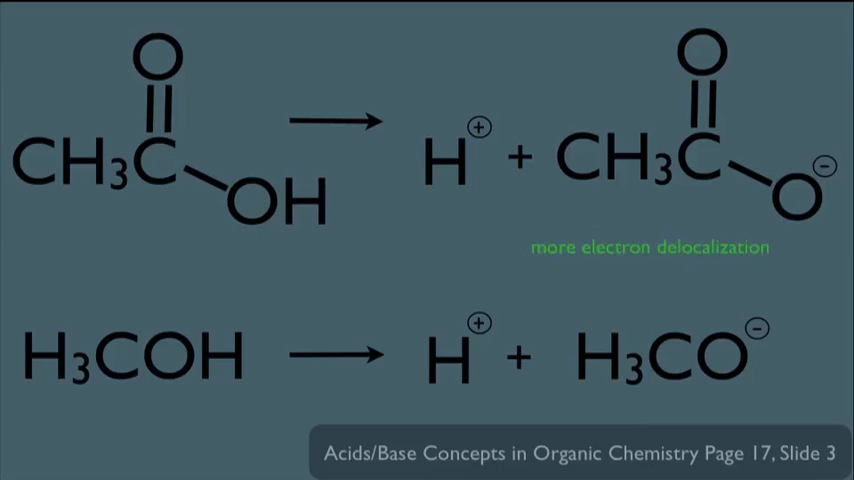 O
CH₃C OH → H⊕ + CH₃C O⊖
O
more electron delocalization
H₃COH → H⊕ + H₃CO⊖
Acids/Base Concepts in Organic Chemistry Page 17, Slide 3